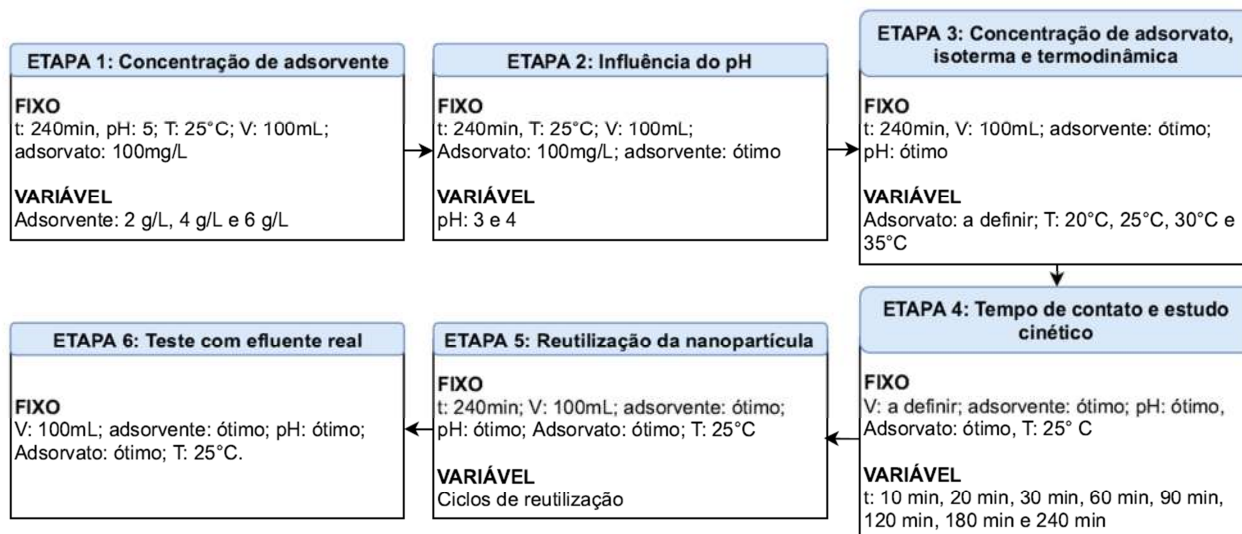 ETAPA 1: Concentração de adsorvente
FIXO
t: 240min, pH: 5; T: 25°C; V: 100mL;
adsorvato: 100mg/L
VARIÁVEL
Adsorvente: 2 g/L, 4 g/L e 6 g/L
ETAPA 2: Influência do pH
FIXO
t: 240min, T: 25°C; V: 100mL;
Adsorvato: 100mg/L; adsorvente: ótimo
VARIÁVEL
pH: 3 e 4
ETAPA 3: Concentração de adsorvato,
isoterma e termodinâmica
FIXO
t: 240min, V: 100mL; adsorvente: ótimo;
pH: ótimo
VARIÁVEL
Adsorvato: a definir; T: 20°C, 25°C, 30°C e
35°C
ETAPA 4: Tempo de contato e estudo
cinético
FIXO
V: a definir; adsorvente: ótimo; pH: ótimo,
Adsorvato: ótimo, T: 25° C
VARIÁVEL
t: 10 min, 20 min, 30 min, 60 min, 90 min,
120 min, 180 min e 240 min
ETAPA 5: Reutilização da nanopartícula
FIXO
t: 240min; V: 100mL; adsorvente: ótimo;
pH: ótimo; Adsorvato: ótimo; T: 25°C
VARIÁVEL
Ciclos de reutilização
ETAPA 6: Teste com efluente real
FIXO
V: 100mL; adsorvente: ótimo; pH: ótimo;
Adsorvato: ótimo; T: 25°C.